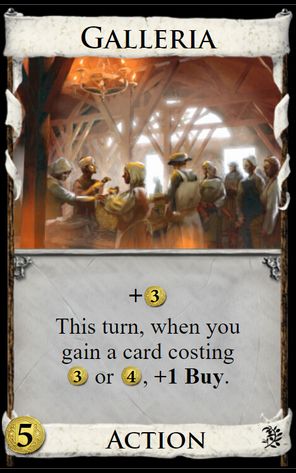 GALLERIA
+3
This turn, when you
gain a card costing
3 or 4, +1 Buy.
5
ACTION